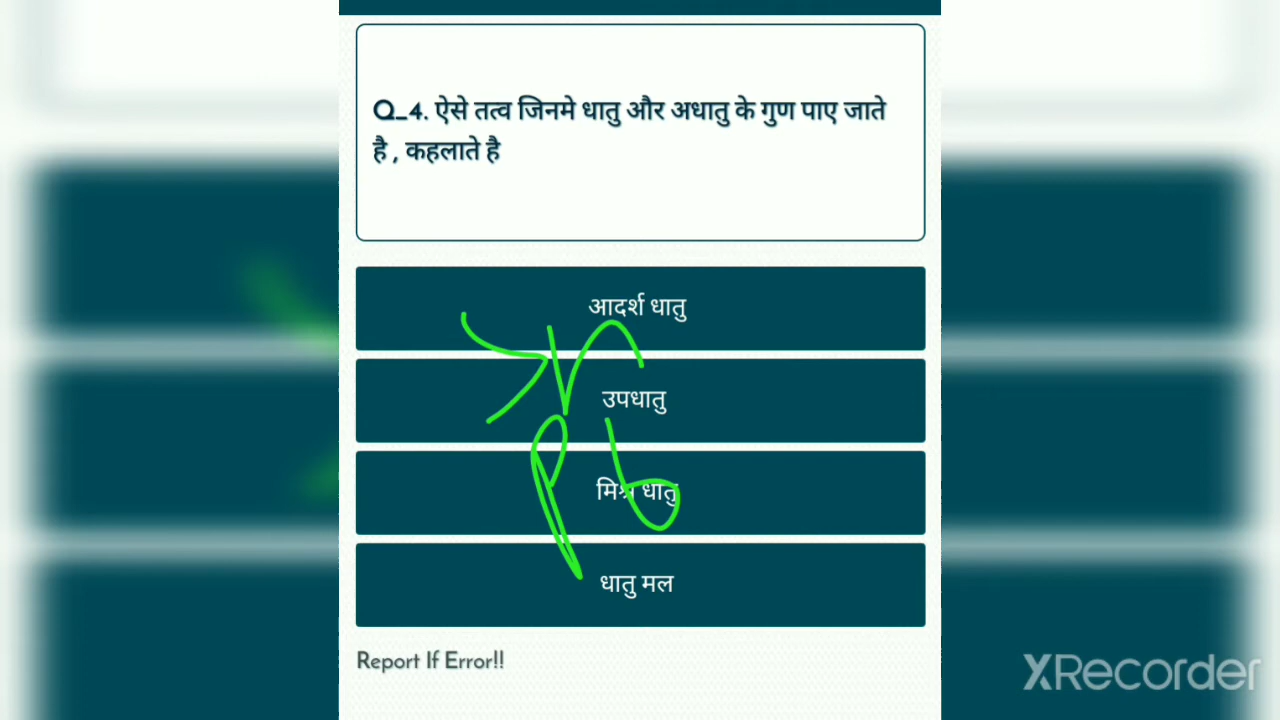 Q_4. ऐसे तत्व जिनमे धातु और अधातु के गुण पाए जाते
है , कहलाते है
आदर्श धातु
उपधातु
मिश्र धातु
धातु मल
Report If Error!!
XRecorder